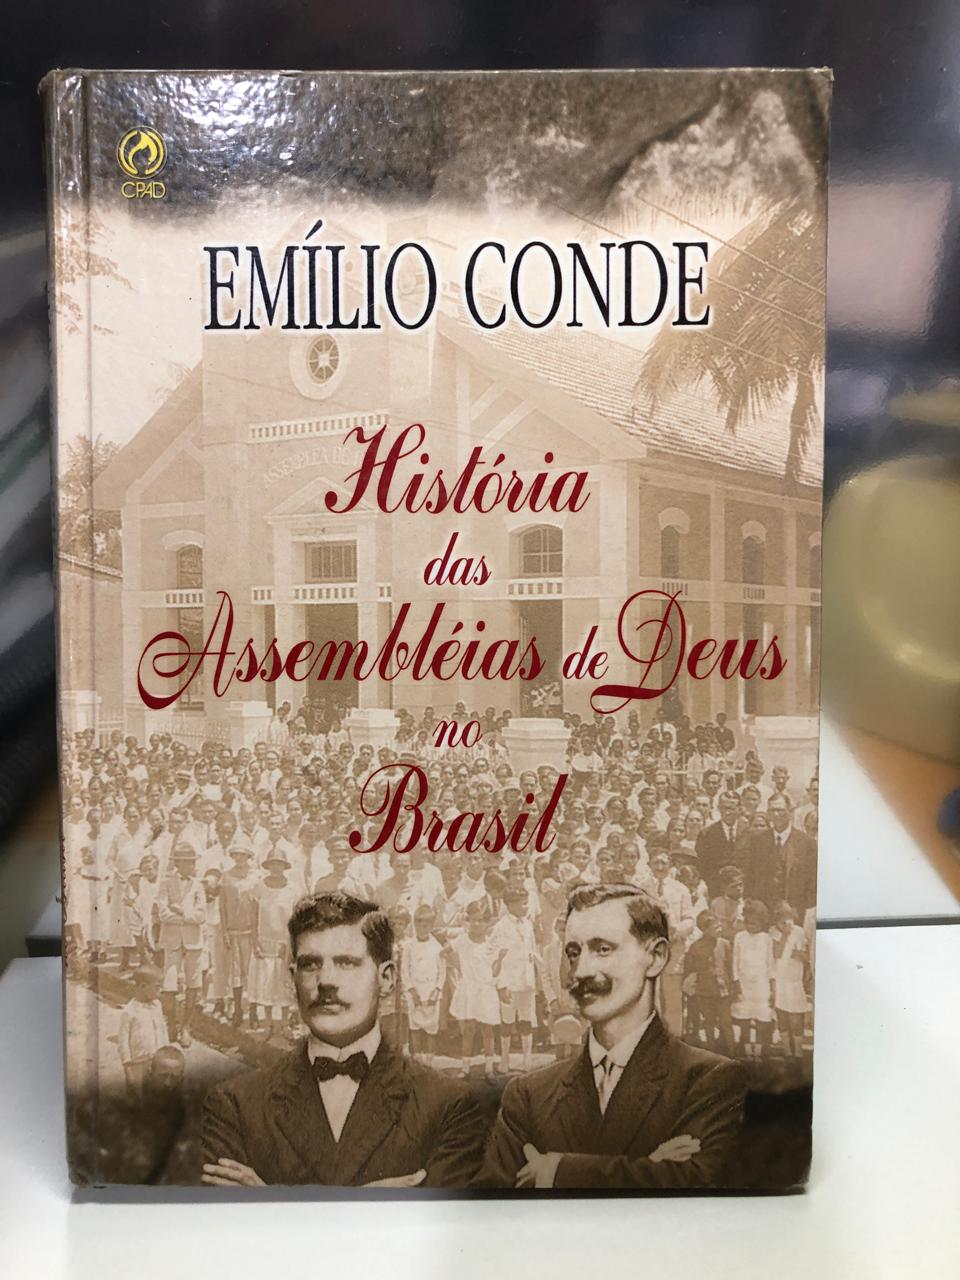 CPAD
EMÍLIO CONDE
História
das
Assembléias de Deus
no
Brasil